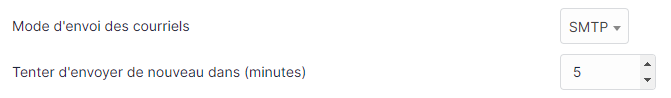 Mode d'envoi des courriels
SMTP
Tenter d'envoyer de nouveau dans (minutes)
5